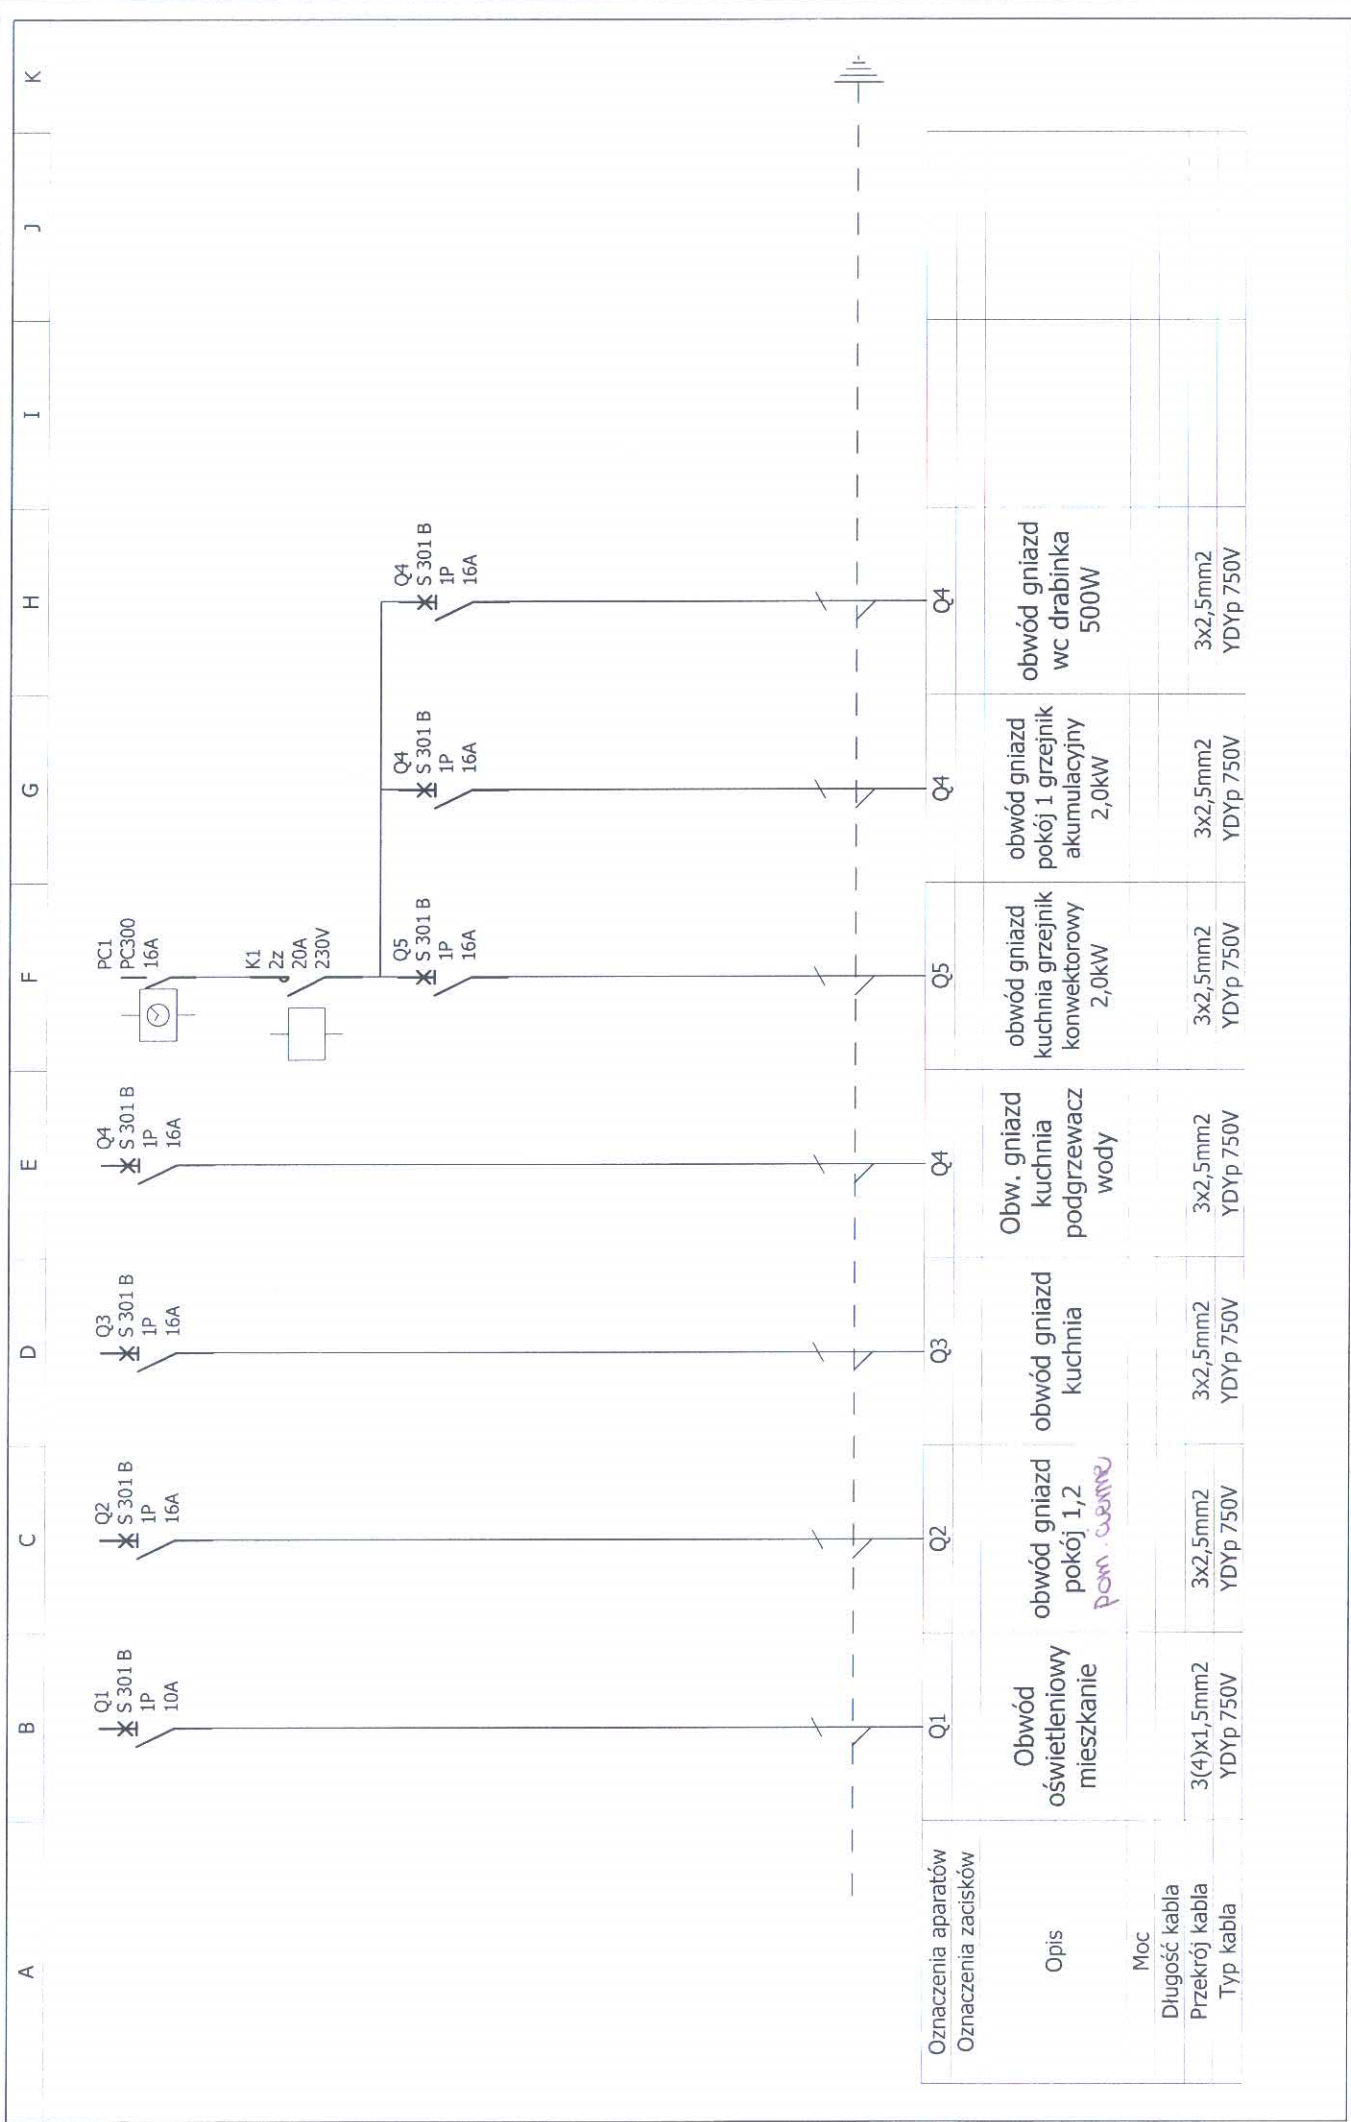 A
B
C
D
E
F
G
H
I
J
K
Q1
S 301 B
1P
10A
Q2
S 301 B
1P
16A
Q3
S 301 B
1P
16A
Q4
S 301 B
1P
16A
PC1
PC300
16A
K1
2z
20A
230V
Q5
S 301 B
1P
16A
Q4
S 301 B
1P
16A
Q4
S 301 B
1P
16A
Oznaczenia aparatów
Q1
Q2
Q3
Q4
Q5
Q4
Q4
Oznaczenia zacisków
Opis
Obwód
oświetleniowy
mieszkanie
obwód gniazd
pokój 1,2
pom.
obwód gniazd
kuchnia
Obw. gniazd
kuchnia
podgrzewacz
wody
obwód gniazd
kuchnia grzejnik
konwektorowy
2,0kW
obwód gniazd
pokój 1 grzejnik
akumulacyjny
2,0kW
obwód gniazd
wc drabinka
500W
Moc
Długość kabla
Przekrój kabla
3(4)x1,5mm2
3x2,5mm2
3x2,5mm2
3x2,5mm2
3x2,5mm2
3x2,5mm2
3x2,5mm2
Typ kabla
YDYp 750V
YDYp 750V
YDYp 750V
YDYp 750V
YDYp 750V
YDYp 750V
YDYp 750V